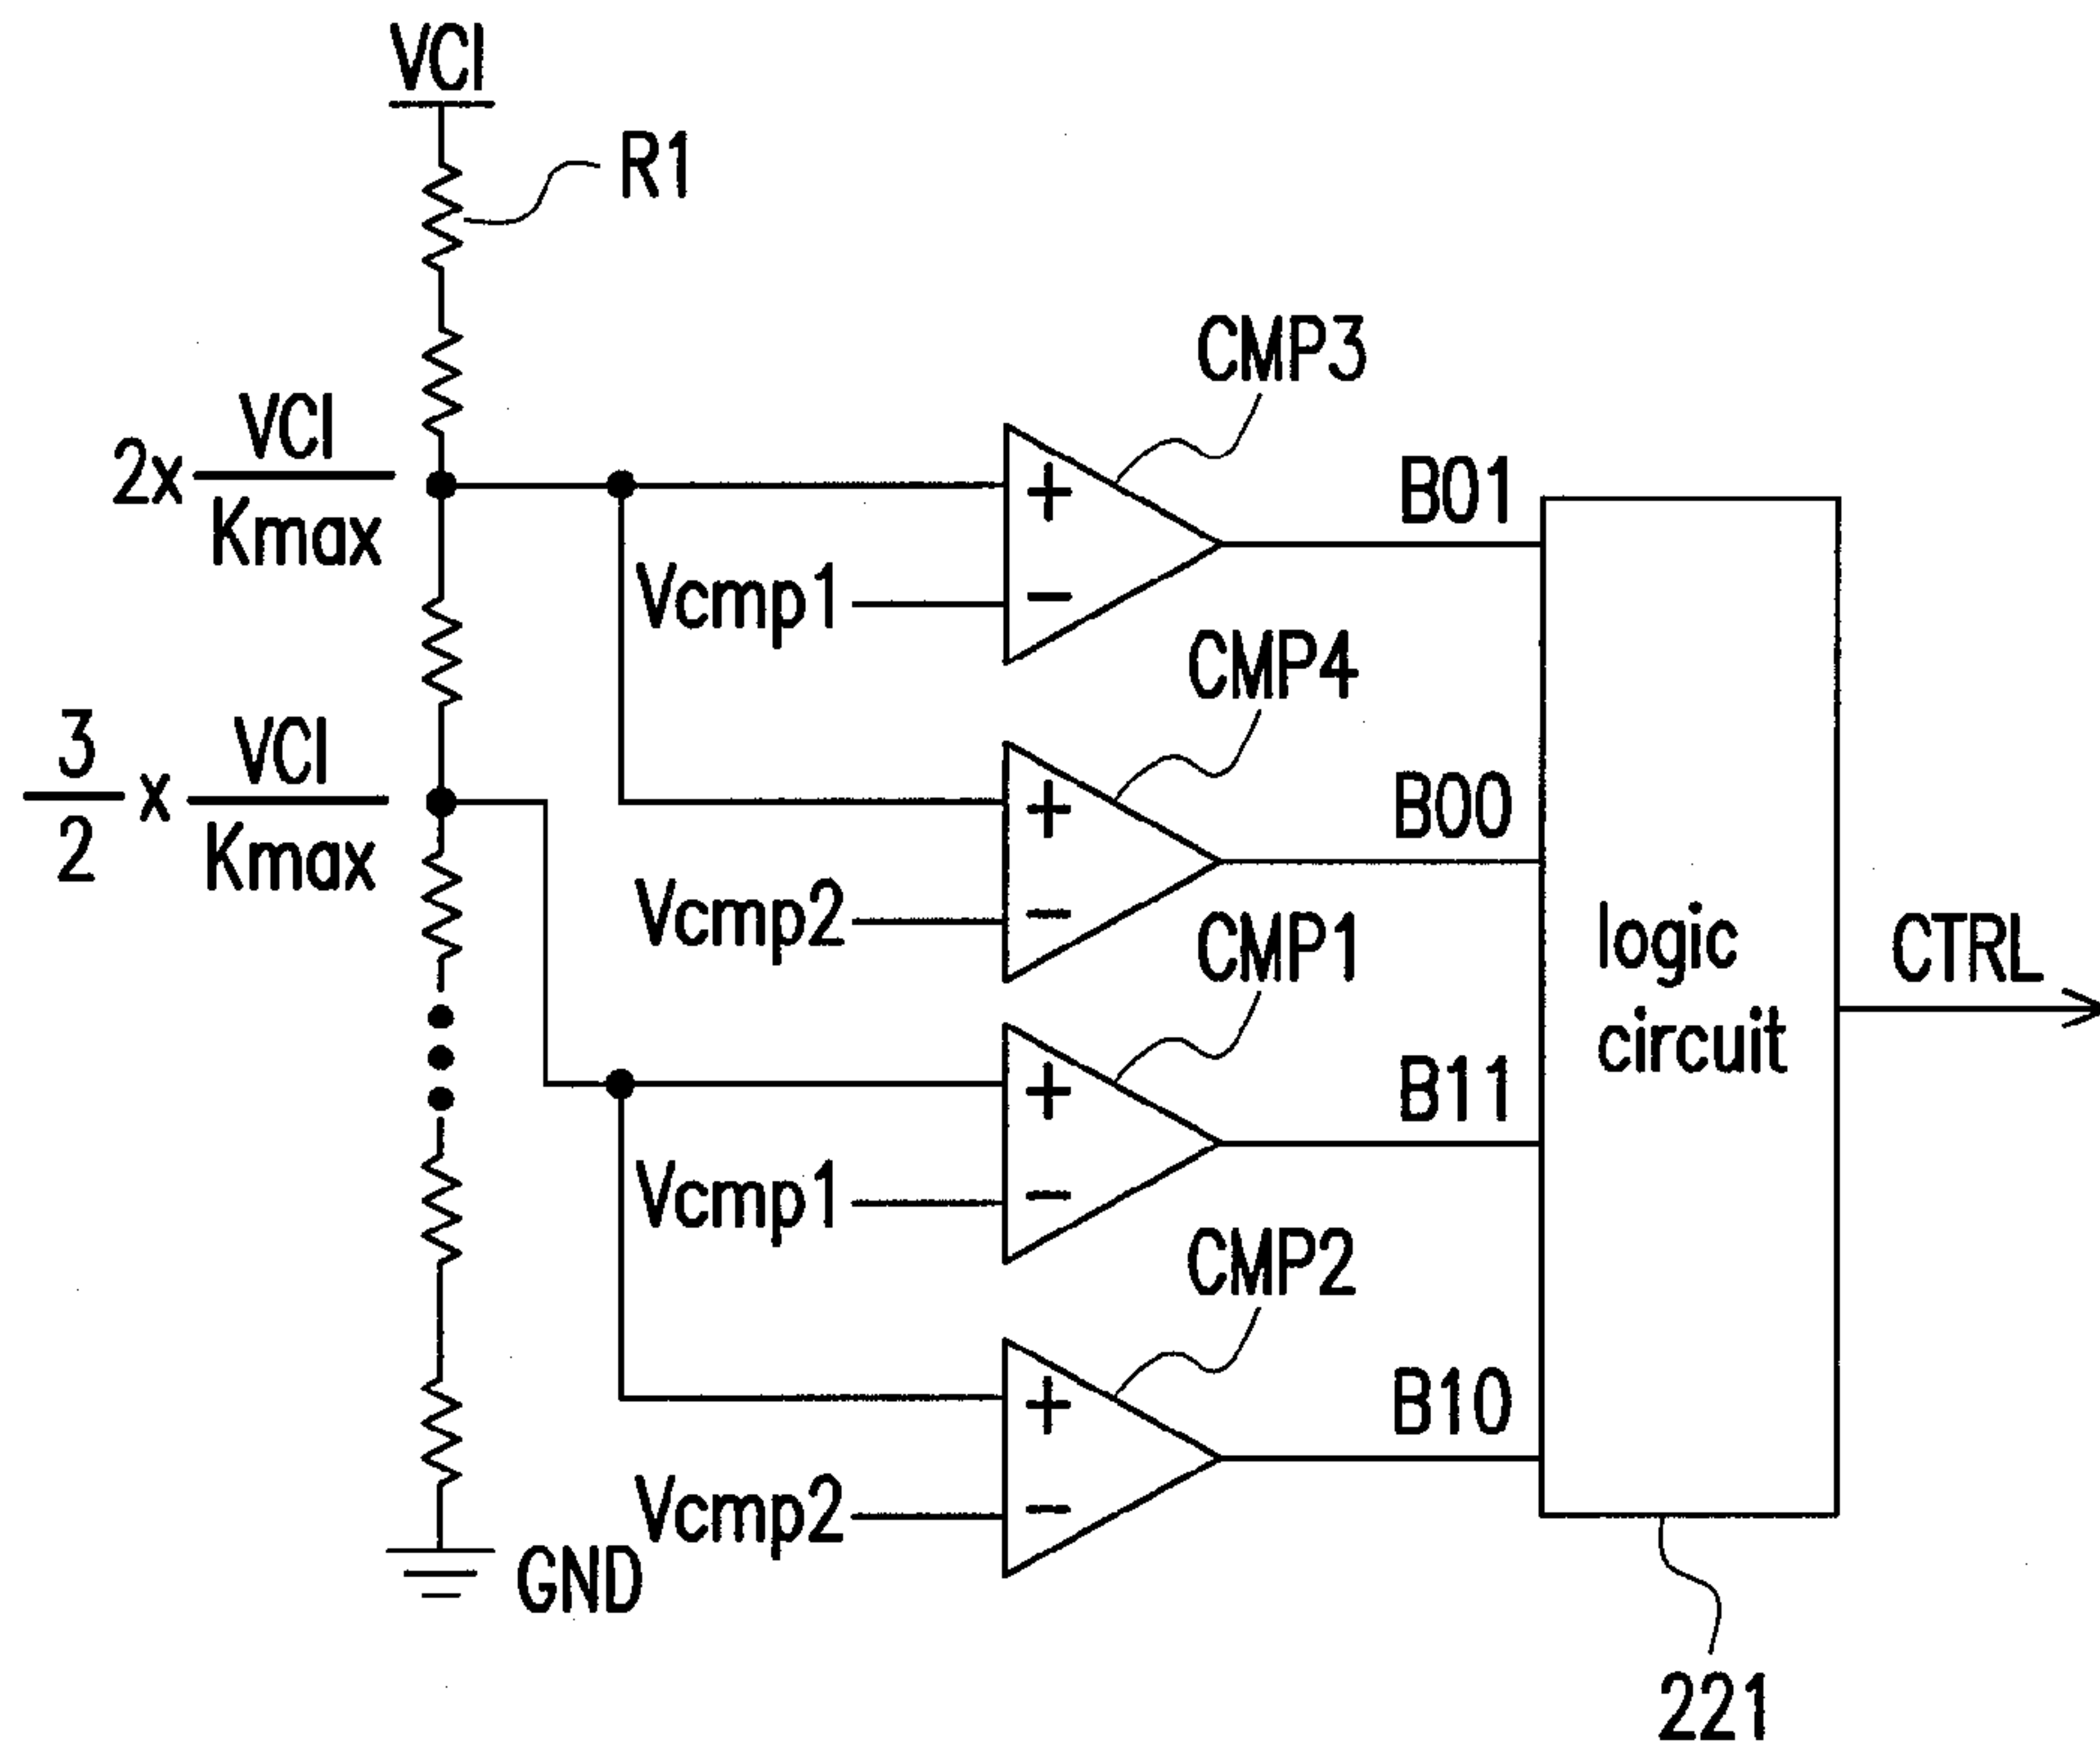 VCI
R1
CMP3
2x VCI
Kmax
B01
+
Vcmp1
−
CMP4
3
2
x VCI
Kmax
B00
+
Vcmp2
−
CMP1
logic
circuit
CTRL
B11
+
Vcmp1
−
CMP2
B10
+
Vcmp2
−
GND
221